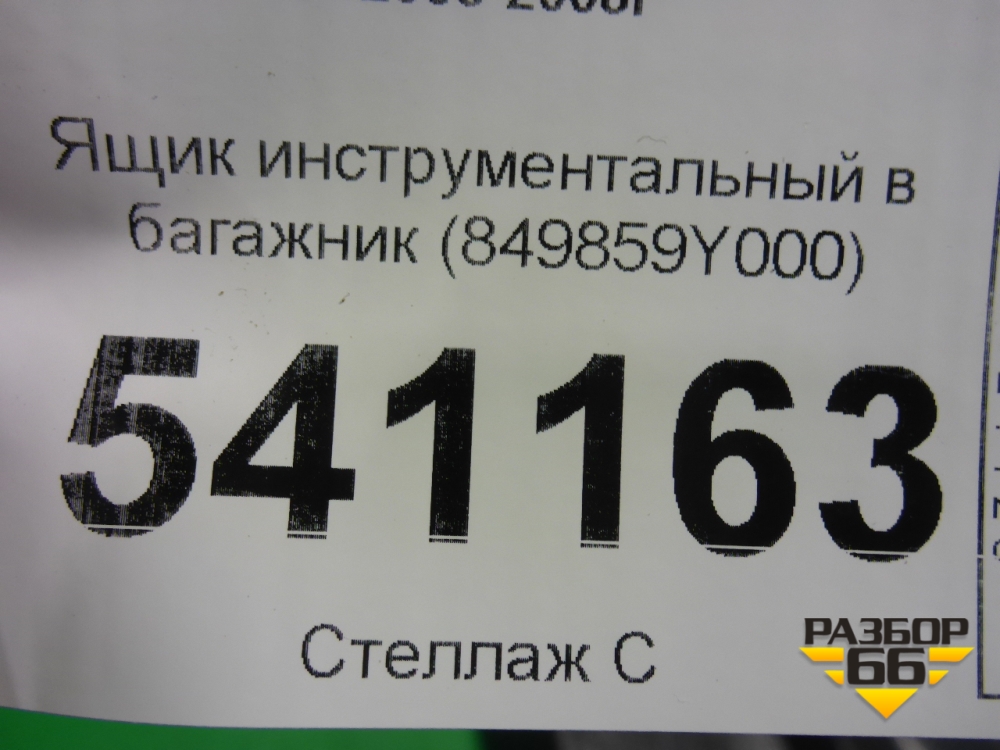 Ящик инструментальный в
багажник (849859Y000)
541163
Стеллаж С
РАЗБОР
66